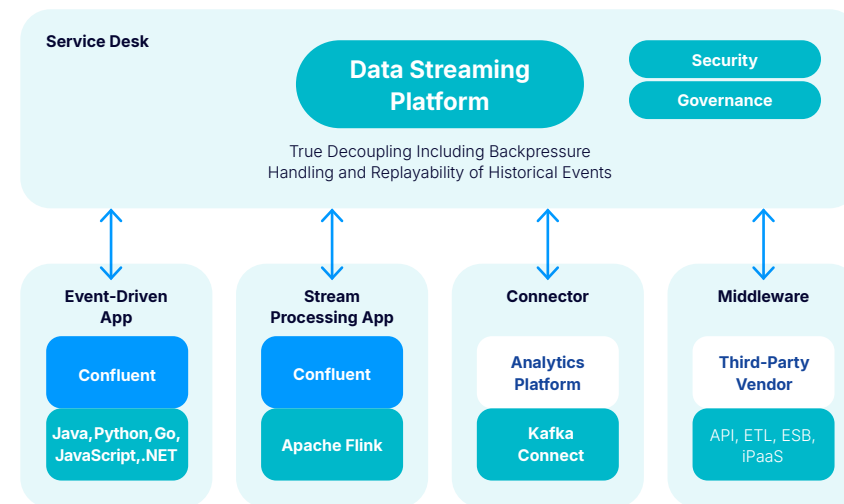 Service Desk
Data Streaming
Platform
Security
Governance
True Decoupling Including Backpressure
Handling and Replayability of Historical Events
Event-Driven
App
Confluent
Java,Python,Go,
JavaScript,.NET
Stream
Processing App
Confluent
Apache Flink
Connector
Analytics
Platform
Kafka
Connect
Middleware
Third-Party
Vendor
API, ETL, ESB,
iPaaS